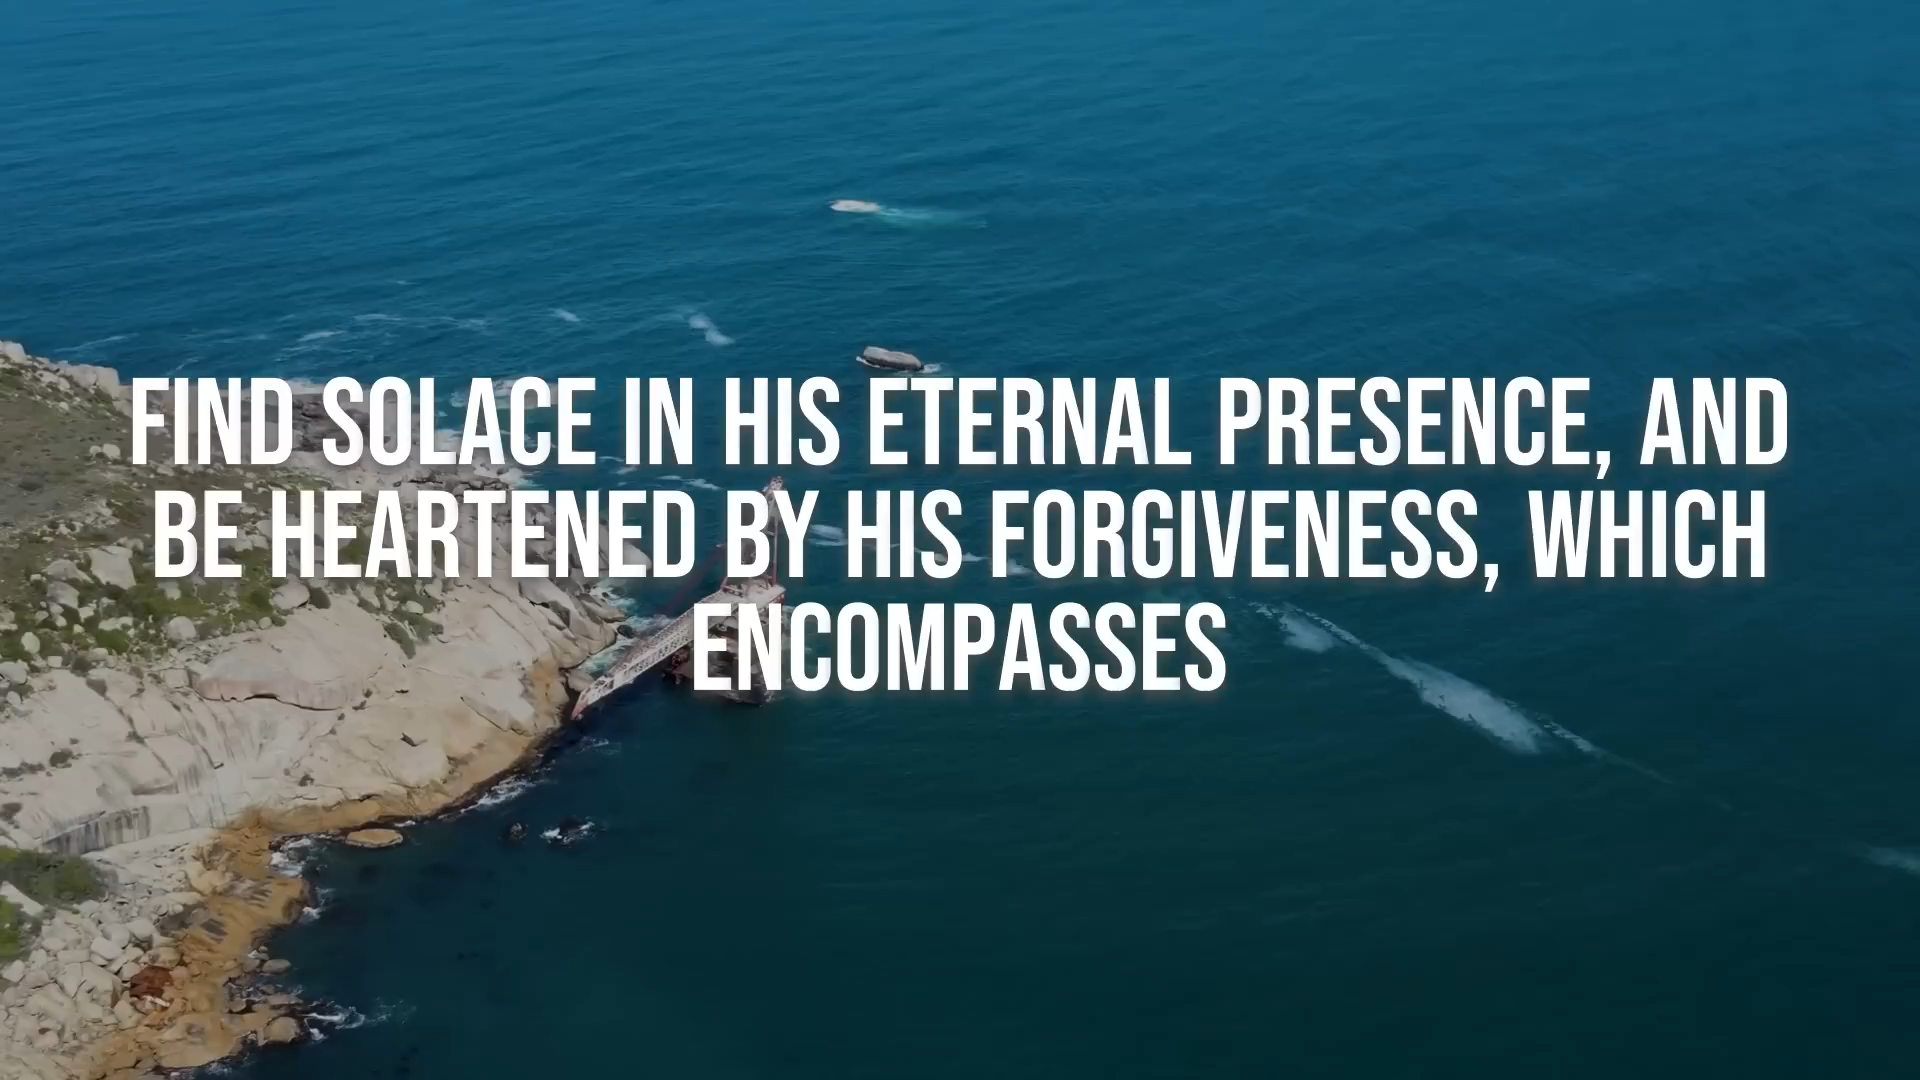 FIND SOLACE IN HIS ETERNAL PRESENCE, AND
BE HEARTENED BY HIS FORGIVENESS, WHICH
ENCOMPASSES